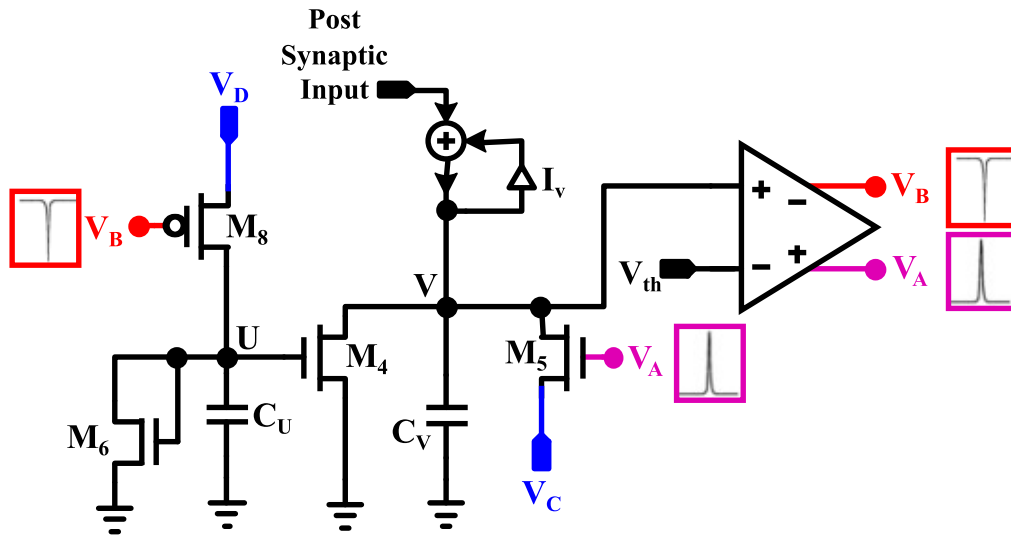 Post
Synaptic
Input
V_D
V_B
M_8
I_v
V_B
V_A
V_th
V
U
M_4
M_5
V_A
M_6
C_U
C_V
V_C
+
+
−
−
+